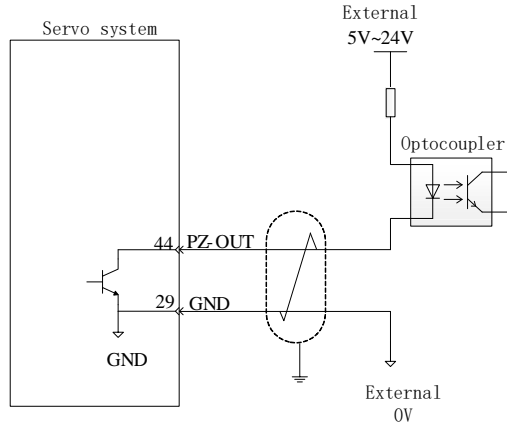 External
5V~24V
Servo system
Optocoupler
44 PZ-OUT
29 GND
GND
External
0V